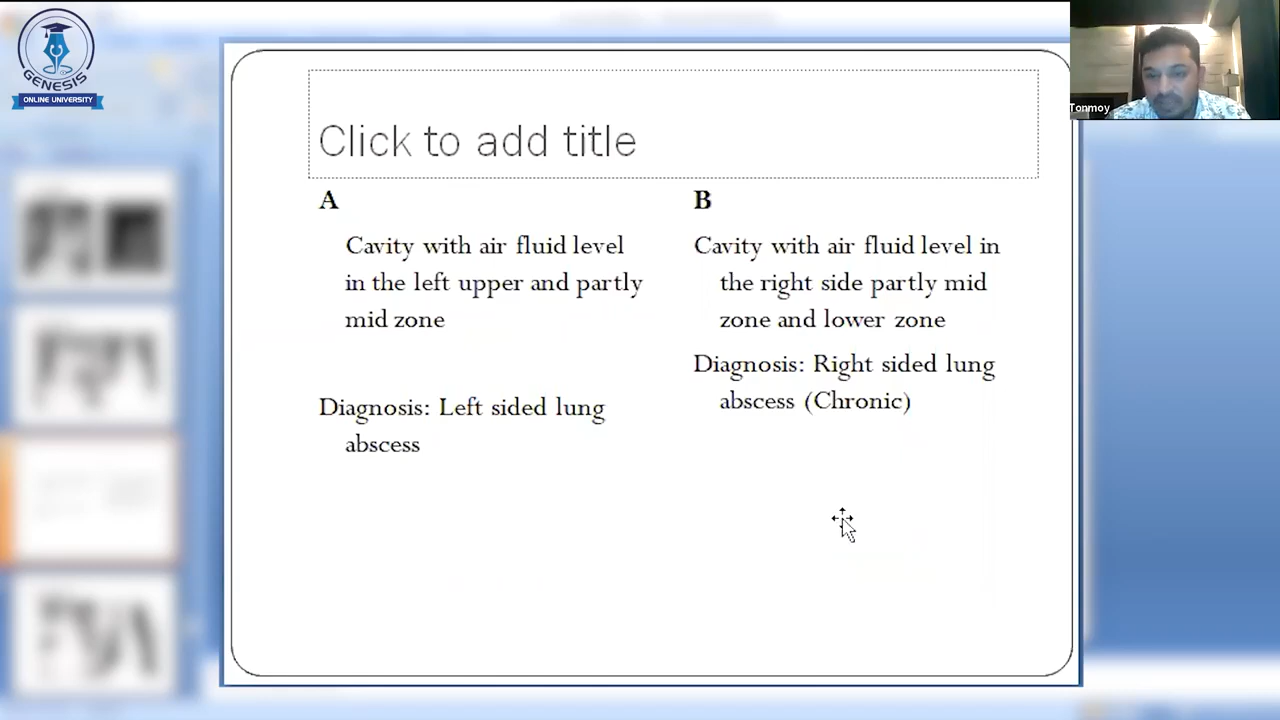 GENESIS
ONLINE UNIVERSITY
Tonmoy
Click to add title
A
Cavity with air fluid level
in the left upper and partly
mid zone
Diagnosis: Left sided lung
abscess
B
Cavity with air fluid level in
the right side partly mid
zone and lower zone
Diagnosis: Right sided lung
abscess (Chronic)